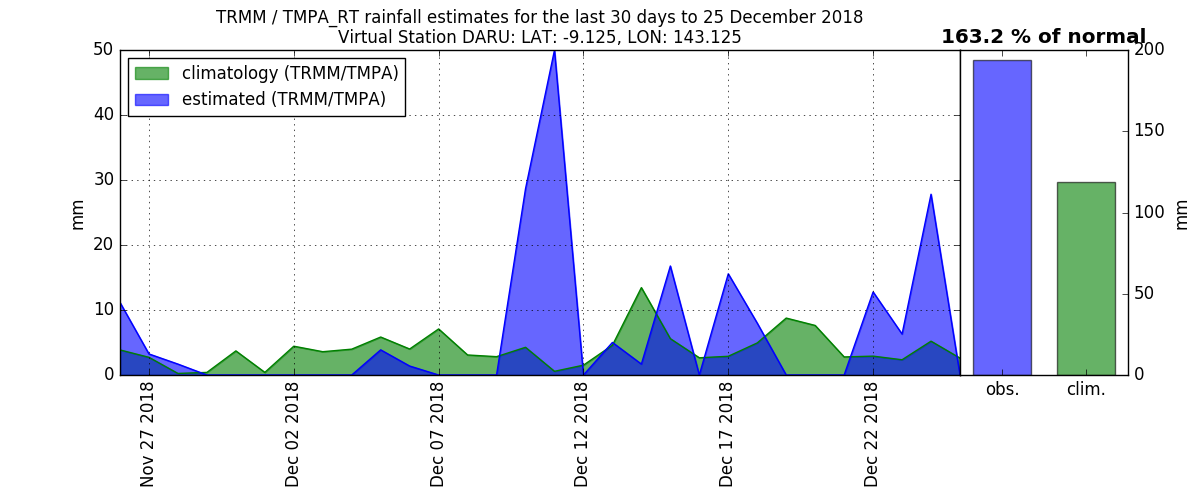 TRMM / TMPA_RT rainfall estimates for the last 30 days to 25 December 2018
Virtual Station DARU: LAT: -9.125, LON: 143.125
163.2 % of normal
climatology (TRMM/TMPA)
estimated (TRMM/TMPA)
50
40
30
20
10
0
mm
Nov 27 2018
Dec 02 2018
Dec 07 2018
Dec 12 2018
Dec 17 2018
Dec 22 2018
200
150
100
50
0
mm
obs.
clim.